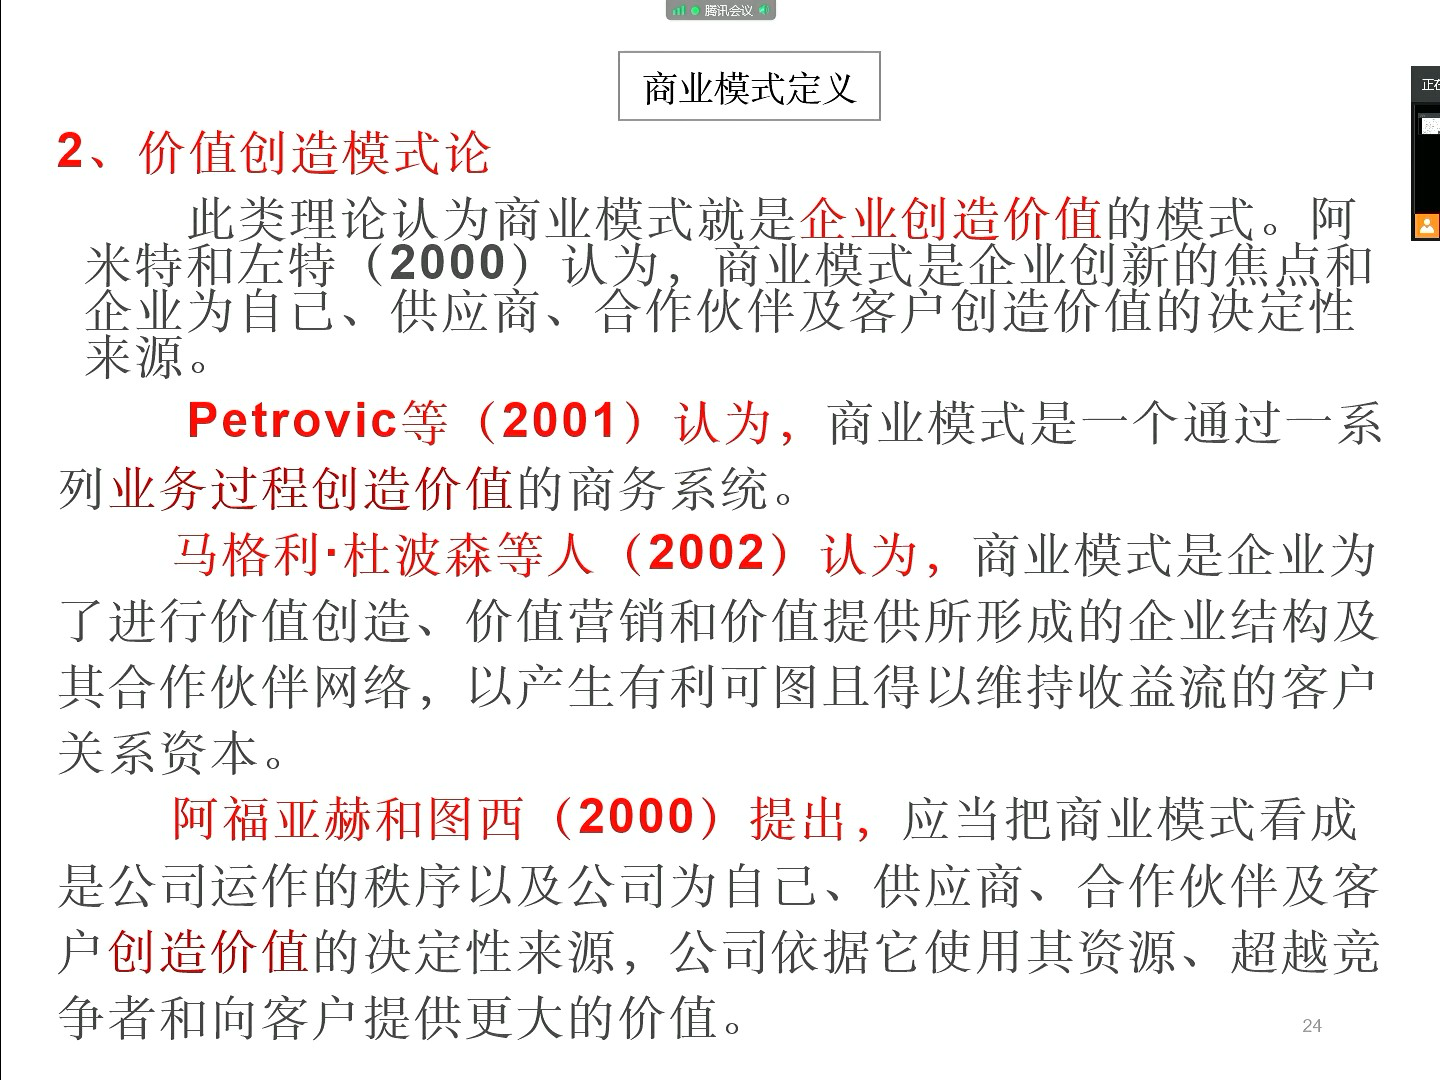 腾讯会议
商业模式定义
正在
2、价值创造模式论
此类理论认为商业模式就是企业创造价值的模式。阿
米特和左特（2000）认为，商业模式是企业创新的焦点和
企业为自己、供应商、合作伙伴及客户创造价值的决定性
来源。
Petrovic等（2001）认为，商业模式是一个通过一系
列业务过程创造价值的商务系统。
马格利·杜波森等人（2002）认为，商业模式是企业为
了进行价值创造、价值营销和价值提供所形成的企业结构及
其合作伙伴网络，以产生有利可图且得以维持收益流的客户
关系资本。
阿福亚赫和图西（2000）提出，应当把商业模式看成
是公司运作的秩序以及公司为自己、供应商、合作伙伴及客
户创造价值的决定性来源，公司依据它使用其资源、超越竞
争者和向客户提供更大的价值。
24